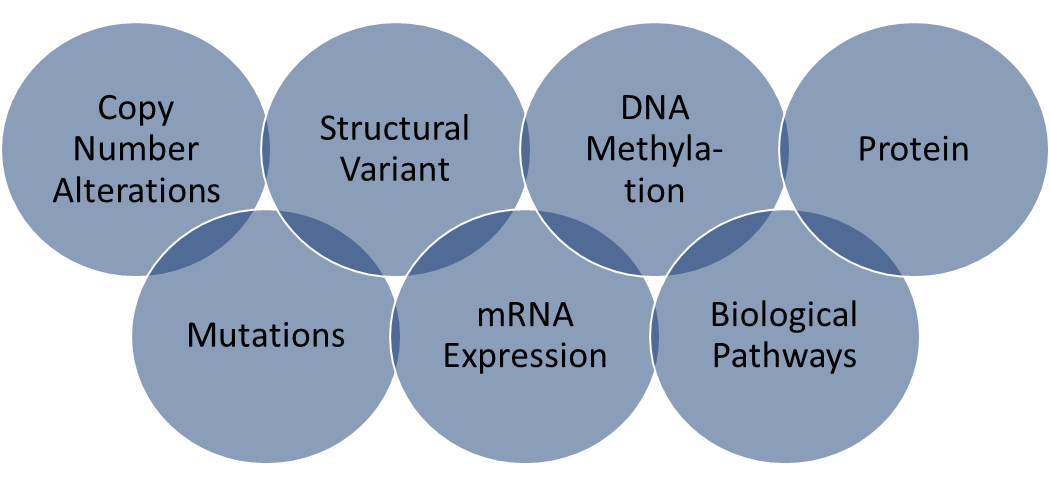 Copy
Number
Alterations
Structural
Variant
DNA
Methyla-
tion
Protein
Mutations
mRNA
Expression
Biological
Pathways